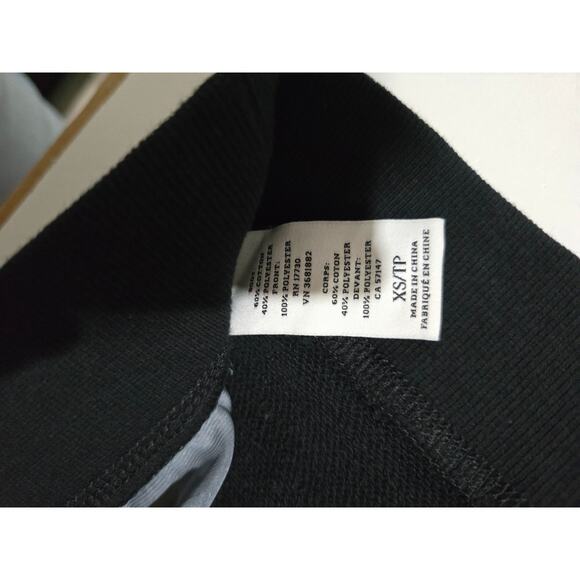 60% COTTON
40% POLYESTER
FRONT:
100% POLYESTER
RN 17730
VN 3681882
CORPS:
60% COTON
40% POLYESTER
DEVANT:
100% POLYESTER
CA 57147
XS/TP
MADE IN CHINA
FABRIQUÉ EN CHINE